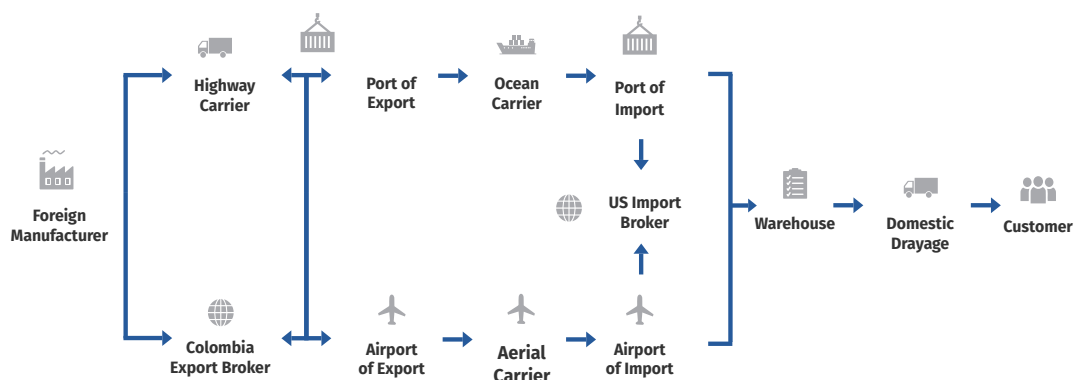 Highway
Carrier
Port of
Export
Ocean
Carrier
Port of
Import
Foreign
Manufacturer
US Import
Broker
Warehouse
Domestic
Drayage
Customer
Colombia
Export Broker
Airport
of Export
Aerial
Carrier
Airport
of Import